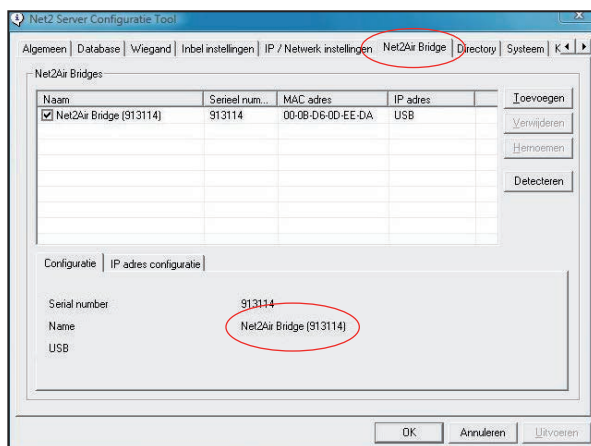 Net2 Server Configuratie Tool
Algemeen Database Wiegand Inbel instellingen IP / Netwerk instellingen Net2Air Bridge Directory Systeem K
Net2Air Bridges
Naam Serieel num... MAC adres IP adres
Net2Air Bridge (913114) 913114 00-0B-D6-0D-EE-DA USB
Toevoegen
Verwijderen
Hernoemen
Detecteren
Configuratie IP adres configuratie
Serial number 913114
Name Net2Air Bridge (913114)
USB
OK Annuleren Uitvoeren